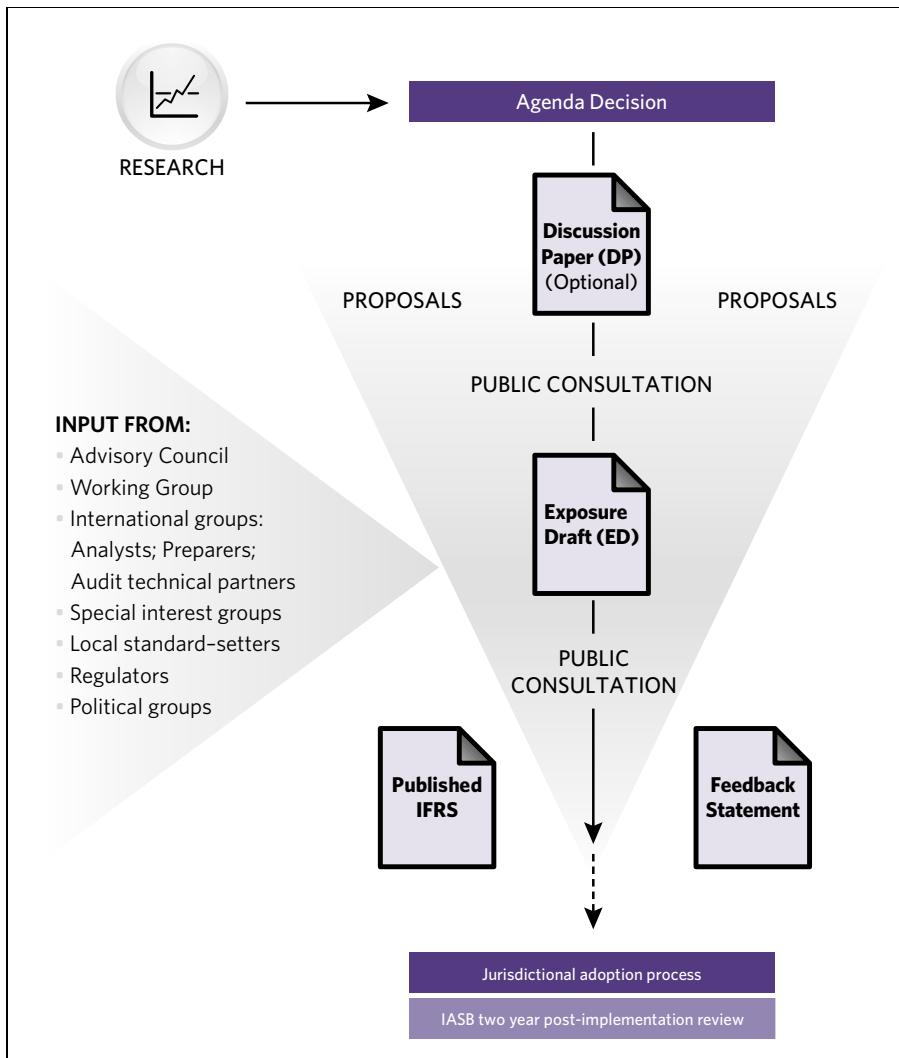 Agenda Decision
RESEARCH
Discussion
Paper (DP)
(Optional)
PROPOSALS
PROPOSALS
PUBLIC CONSULTATION
INPUT FROM:
Advisory Council
Working Group
International groups:
Analysts; Preparers;
Audit technical partners
Special interest groups
Local standard–setters
Regulators
Political groups
Exposure
Draft (ED)
PUBLIC
CONSULTATION
Published
IFRS
Feedback
Statement
Jurisdictional adoption process
IASB two year post-implementation review